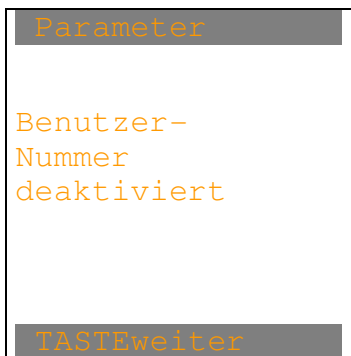 Parameter
Benutzer-
Nummer
deaktiviert
TASTEweiter